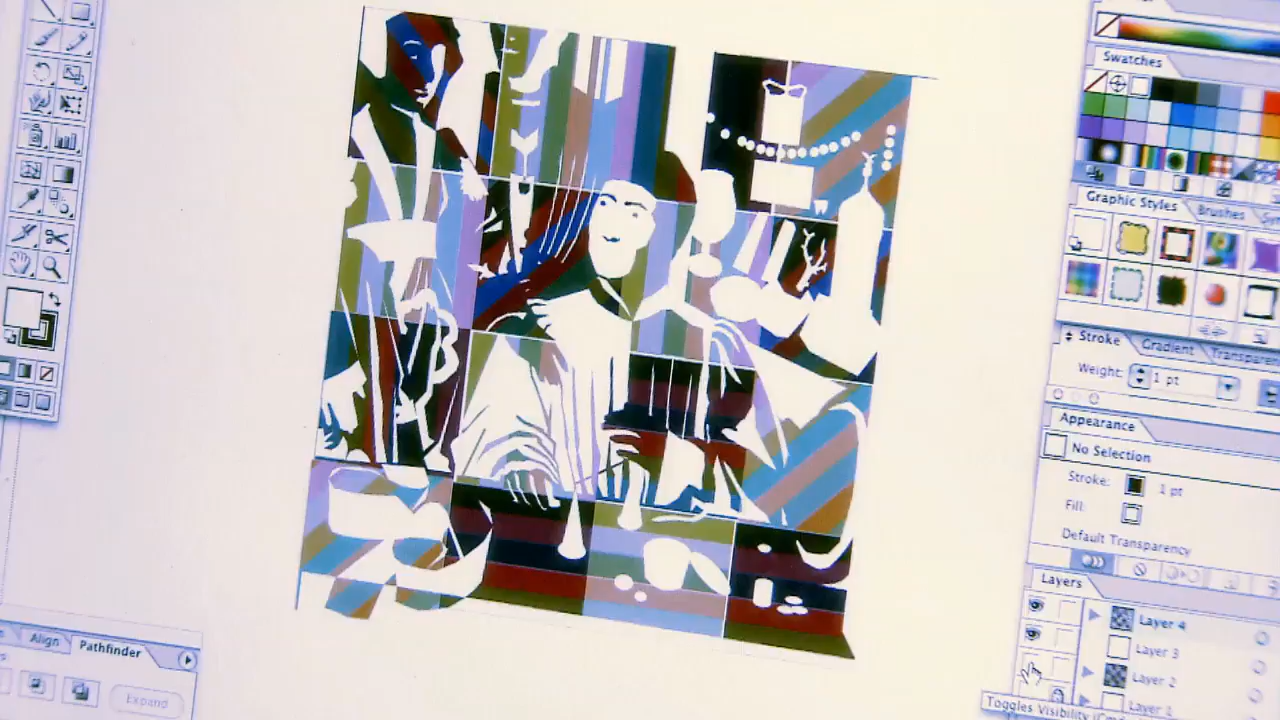 Swatches
Graphic Styles
Brushes
Stroke
Gradient
Transparen
Weight:
1 pt
Appearance
No Selection
Stroke:
1 pt
Fill:
Default Transparency
Layers
Layer 4
Layer 3
Layer 2
Layer 1
Toggles Visibility
Align
Pathfinder
Expand